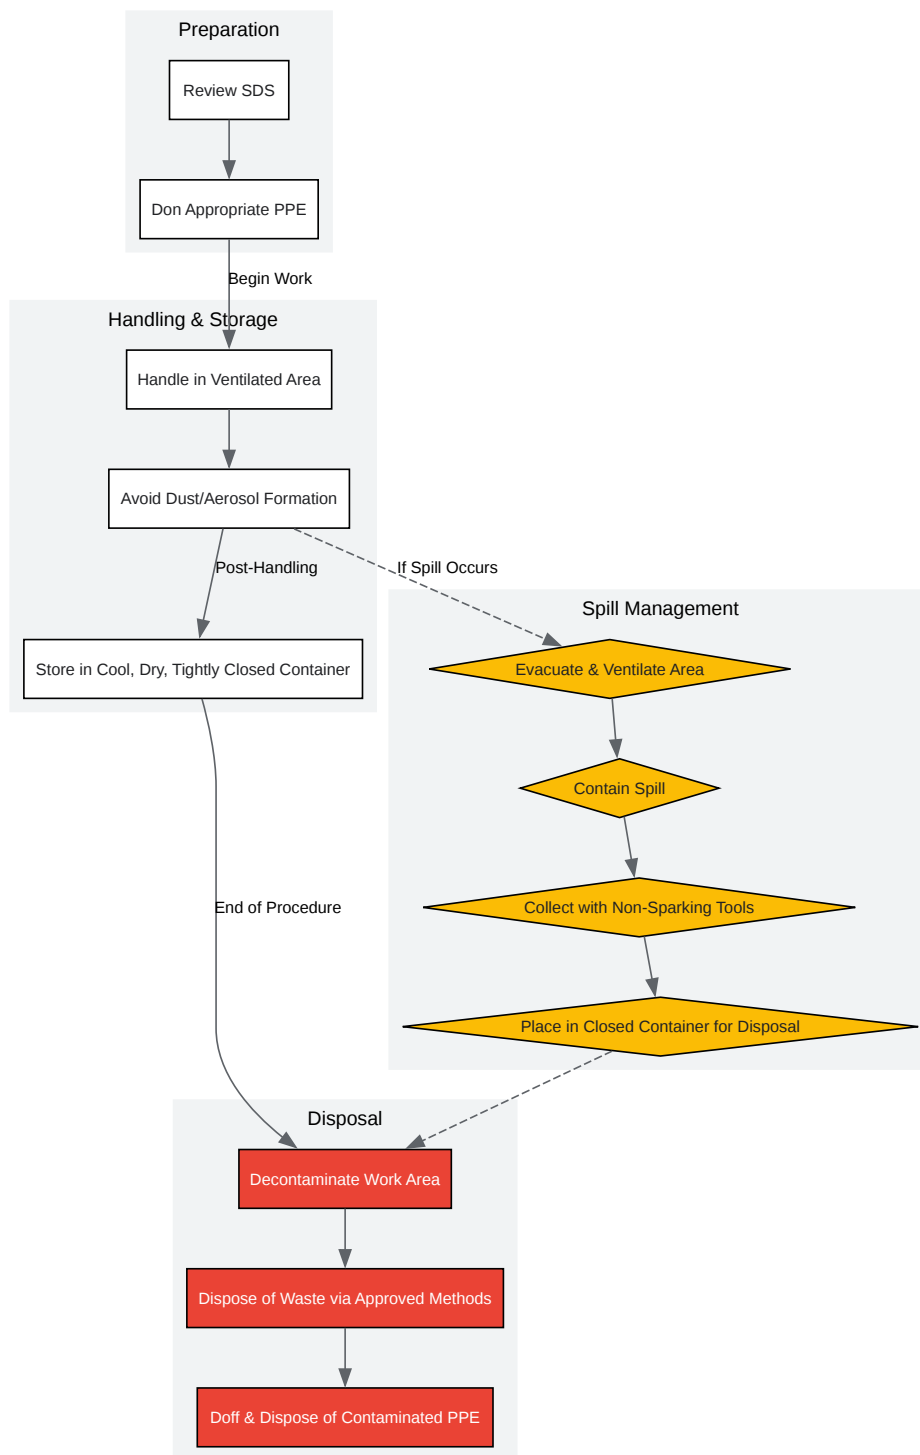 Preparation
Review SDS
Don Appropriate PPE
Begin Work
Handling & Storage
Handle in Ventilated Area
Avoid Dust/Aerosol Formation
Post-Handling
If Spill Occurs
Store in Cool, Dry, Tightly Closed Container
Spill Management
Evacuate & Ventilate Area
Contain Spill
End of Procedure
Collect with Non-Sparking Tools
Place in Closed Container for Disposal
Disposal
Decontaminate Work Area
Dispose of Waste via Approved Methods
Doff & Dispose of Contaminated PPE